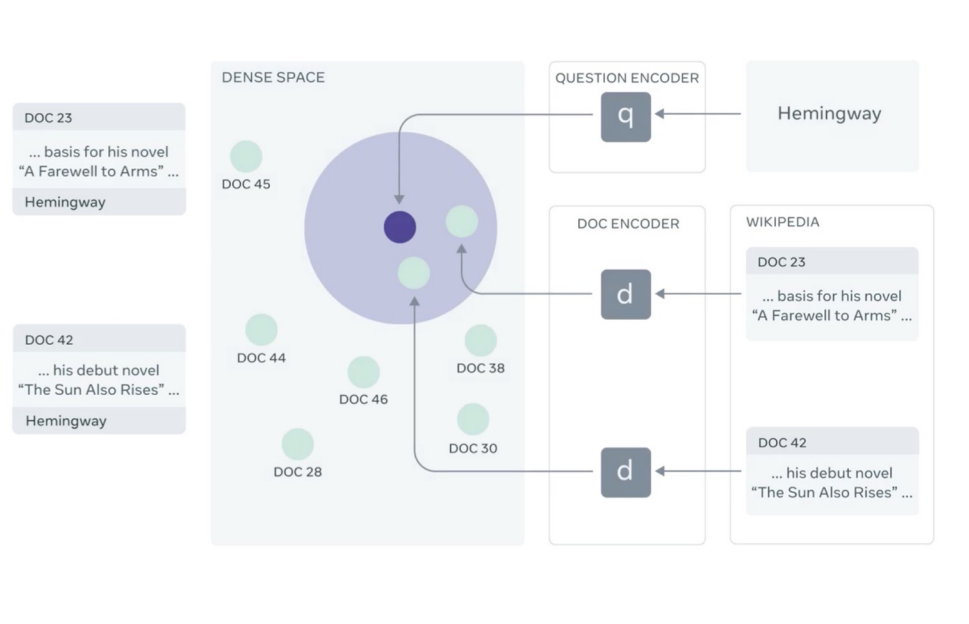 DOC 23
... basis for his novel
“A Farewell to Arms” ...
Hemingway
DOC 42
... his debut novel
“The Sun Also Rises” ...
Hemingway
DENSE SPACE
DOC 45
DOC 44
DOC 46
DOC 38
DOC 30
DOC 28
QUESTION ENCODER
q
Hemingway
DOC ENCODER
d
d
WIKIPEDIA
DOC 23
... basis for his novel
“A Farewell to Arms” ...
DOC 42
... his debut novel
“The Sun Also Rises” ...